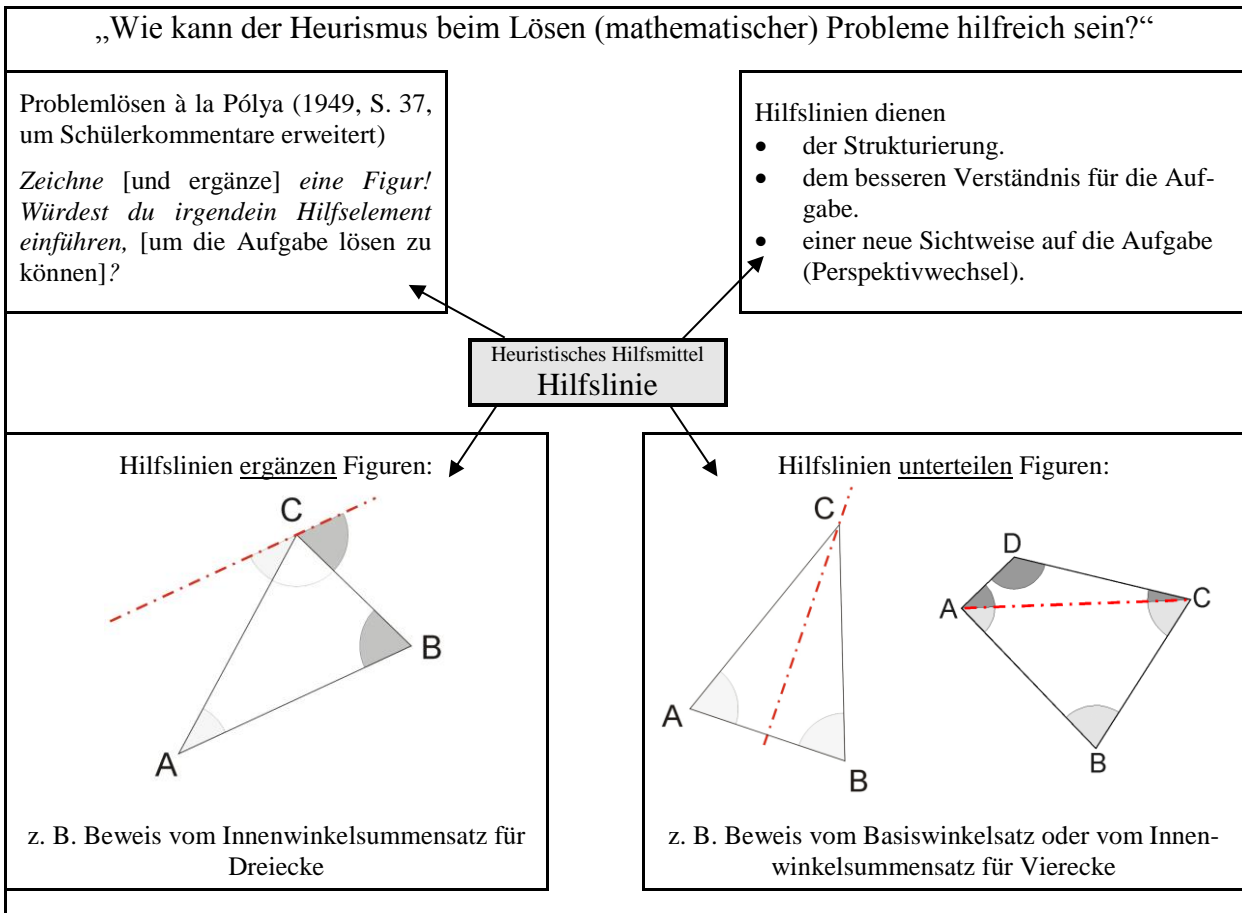 „Wie kann der Heurismus beim Lösen (mathematischer) Probleme hilfreich sein?“
Problemlösen à la Pólya (1949, S. 37,
um Schülerkommentare erweitert)
Zeichne [und ergänze] eine Figur!
Würdest du irgendein Hilfselement
einführen, [um die Aufgabe lösen zu
können]?
Hilfslinien dienen
• der Strukturierung.
• dem besseren Verständnis für die Auf-
gabe.
• einer neue Sichtweise auf die Aufgabe
(Perspektivwechsel).
Heuristisches Hilfsmittel
Hilfslinie
Hilfslinien ergänzen Figuren:
C
B
A
z. B. Beweis vom Innenwinkelsummensatz für
Dreiecke
Hilfslinien unterteilen Figuren:
C
A
B
D
A
C
B
z. B. Beweis vom Basiswinkelsatz oder vom Innen-
winkelsummensatz für Vierecke